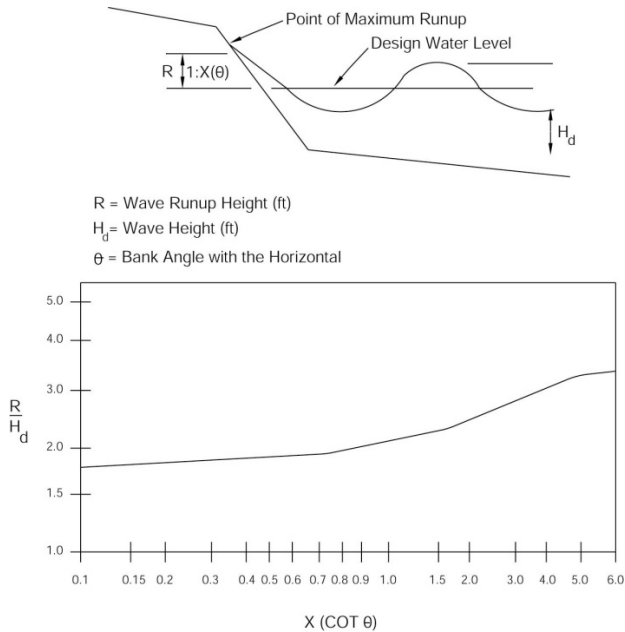 Point of Maximum Runup
Design Water Level
R 1:X(θ)
H_d
R = Wave Runup Height (ft)
H_d= Wave Height (ft)
θ = Bank Angle with the Horizontal
5.0
4.0
3.0
R
H_d
2.0
1.5
1.0
0.1 0.15 0.2 0.3 0.4 0.5 0.6 0.7 0.8 0.9 1.0 1.5 2.0 3.0 4.0 5.0 6.0
X (COT θ)